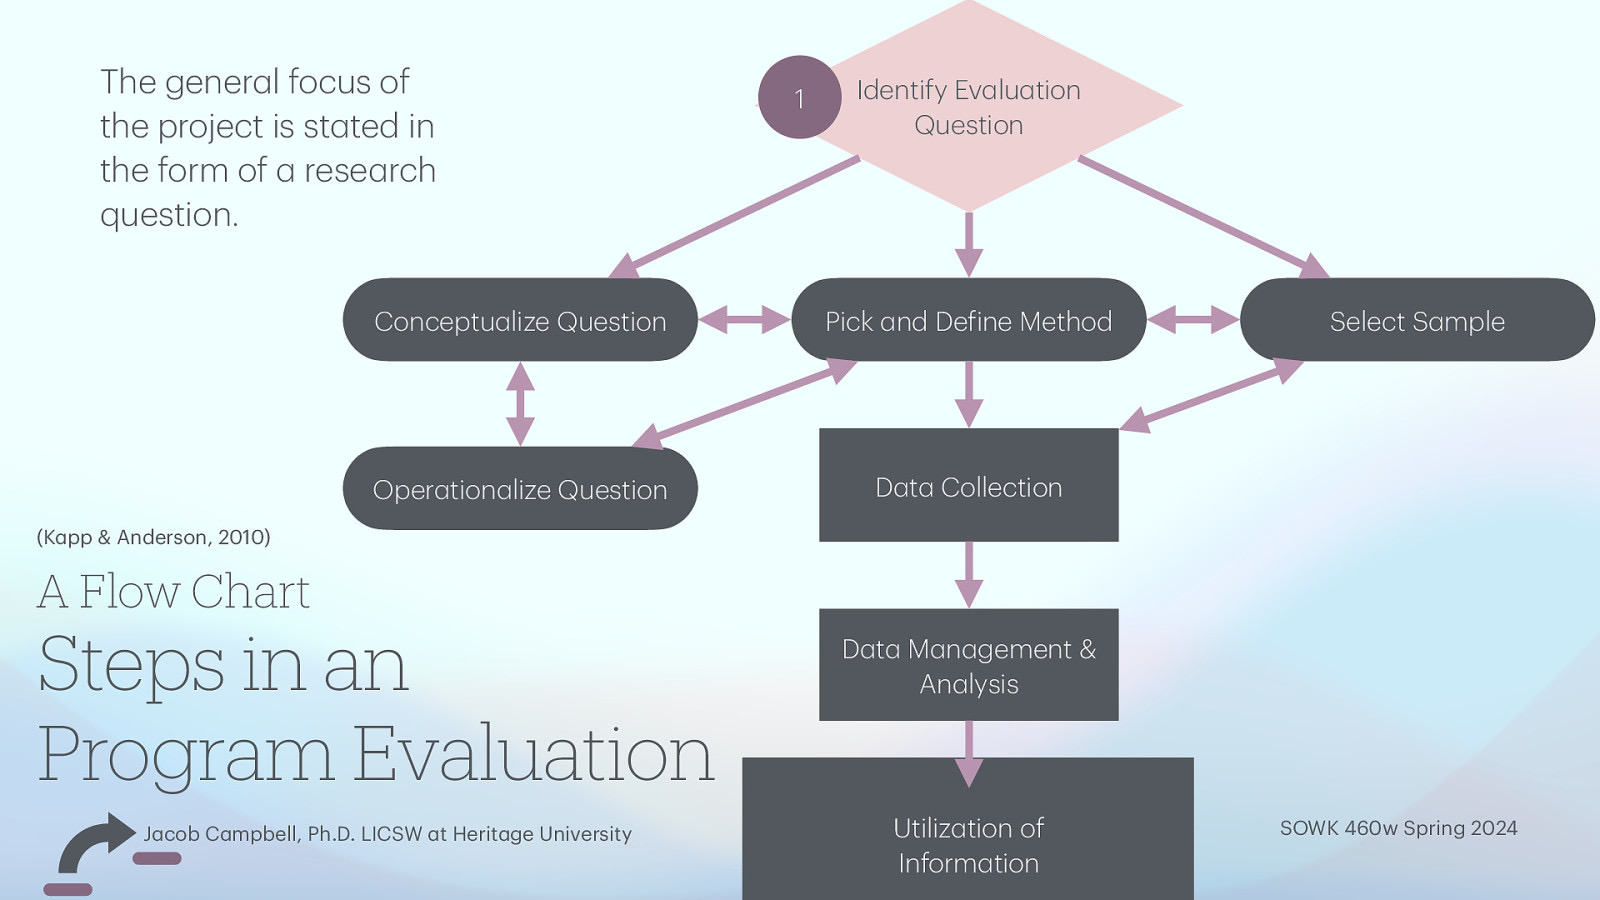 The general focus of
the project is stated in
the form of a research
question.
1
Identify Evaluation
Question
Conceptualize Question
Pick and Define Method
Select Sample
Operationalize Question
Data Collection
(Kapp & Anderson, 2010)
A Flow Chart
Steps in an
Program Evaluation
Data Management &
Analysis
Utilization of
Information
Jacob Campbell, Ph.D. LICSW at Heritage University
SOWK 460w Spring 2024